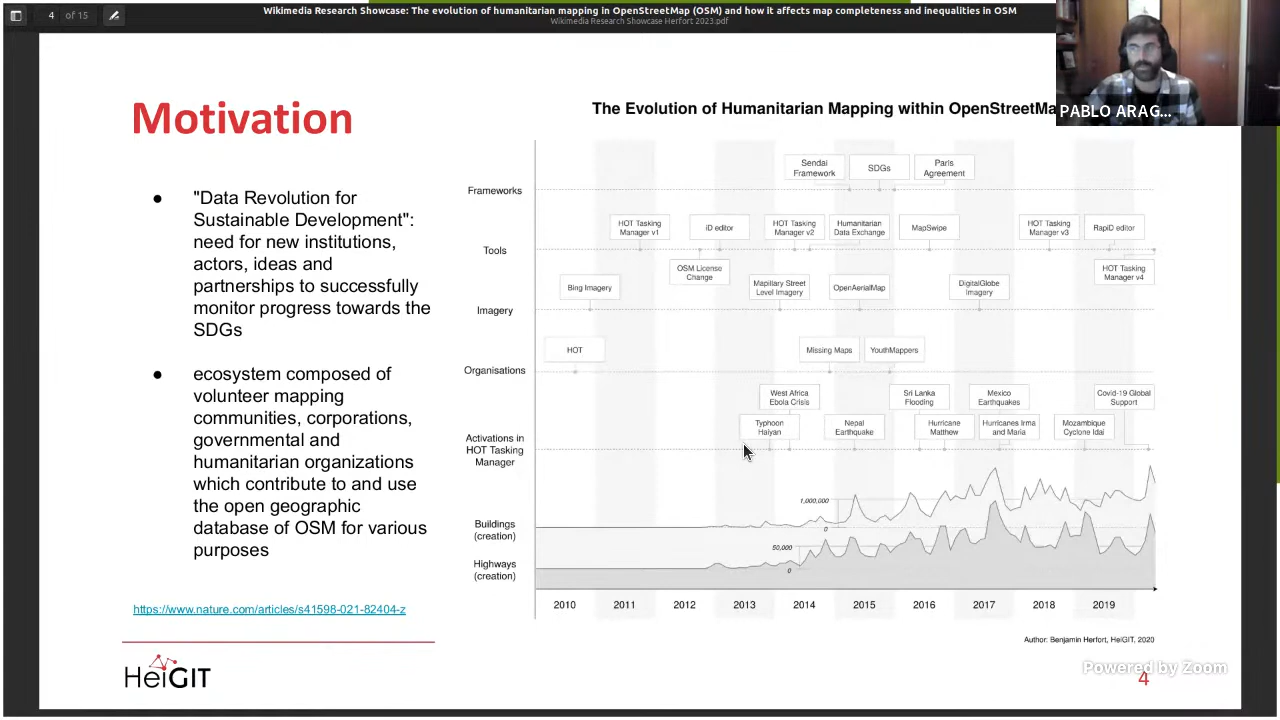 4 of 15
Wikimedia Research Showcase: The evolution of humanitarian mapping in OpenStreetMap (OSM) and how it affects map completeness and inequalities in OSM
Wikimedia Research Showcase Herfort 2023.pdf
PABLO ARAG...
Motivation
● "Data Revolution for
Sustainable Development":
need for new institutions,
actors, ideas and
partnerships to successfully
monitor progress towards the
SDGs
● ecosystem composed of
volunteer mapping
communities, corporations,
governmental and
humanitarian organizations
which contribute to and use
the open geographic
database of OSM for various
purposes
https://www.nature.com/articles/s41598-021-82404-z
HeiGIT
The Evolution of Humanitarian Mapping within OpenStreetMa
Sendai
Framework
SDGs
Paris
Agreement
Frameworks
HOT Tasking
Manager v1
iD editor
HOT Tasking
Manager v2
Humanitarian
Data Exchange
MapSwipe
HOT Tasking
Manager v3
RapiD editor
Tools
OSM License
Change
HOT Tasking
Manager v4
Bing Imagery
Mapillary Street
Level Imagery
OpenAerialMap
DigitalGlobe
Imagery
Imagery
HOT
Missing Maps
YouthMappers
Organisations
West Africa
Ebola Crisis
Sri Lanka
Flooding
Mexico
Earthquakes
Covid-19 Global
Support
Typhoon
Haiyan
Nepal
Earthquake
Hurricane
Matthew
Hurricanes Irma
and Maria
Mozambique
Cyclone Idai
Activations in
HOT Tasking
Manager
1,000,000
0
Buildings
(creation)
50,000
0
Highways
(creation)
2010 2011 2012 2013 2014 2015 2016 2017 2018 2019
Author: Benjamin Herfort, HeiGIT, 2020
Powered by Zoom
4